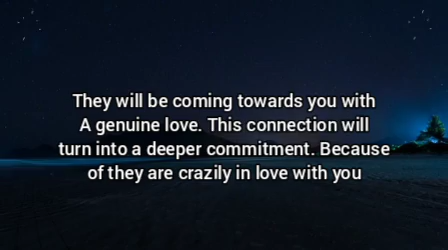 They will be coming towards you with
A genuine love. This connection will
turn into a deeper commitment. Because
of they are crazily in love with you